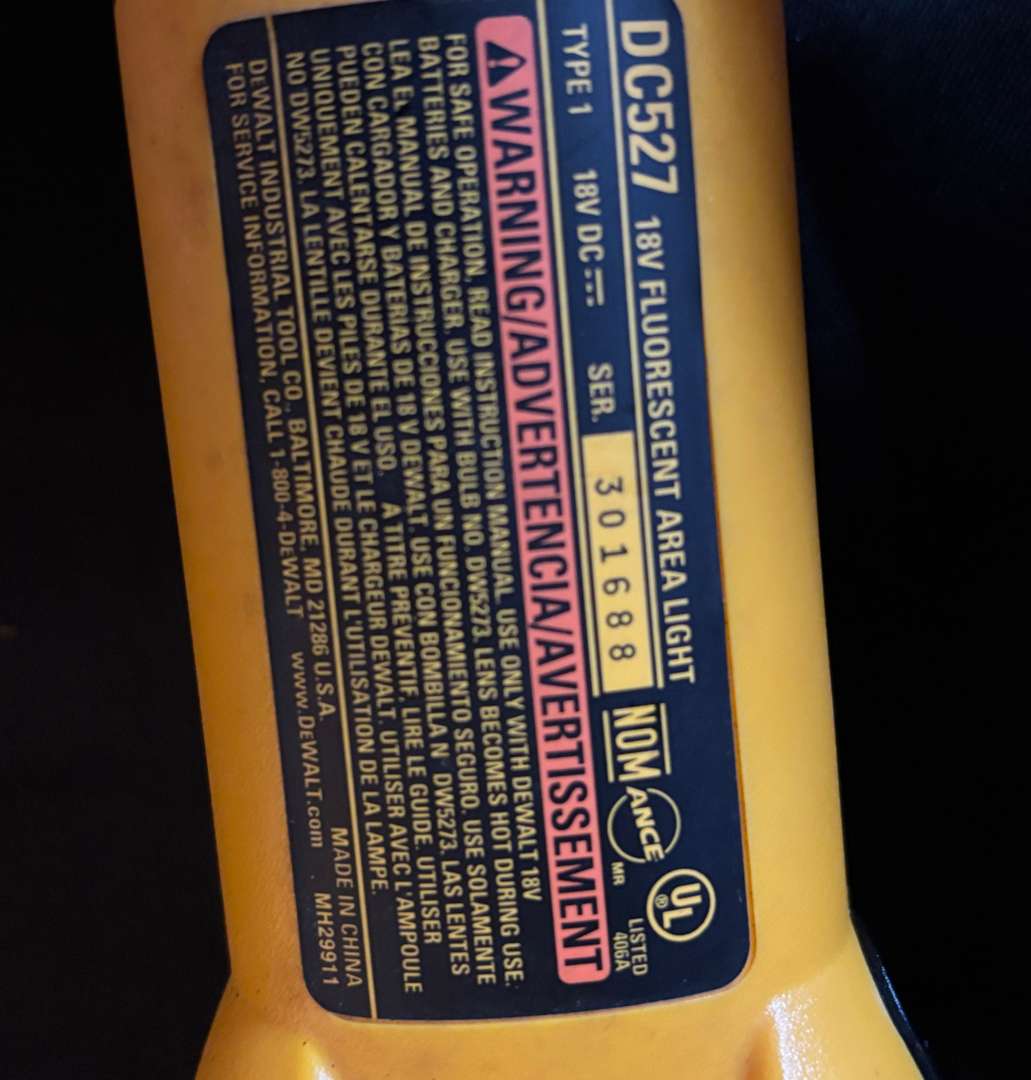 DC527 18V FLUORESCENT AREA LIGHT
TYPE 1 18V DC SER. 301688 NOM ANCE MR UL® LISTED 406A
WARNING/ADVERTENCIA/AVERTISSEMENT
FOR SAFE OPERATION, READ INSTRUCTION MANUAL. USE ONLY WITH DEWALT 18V
BATTERIES AND CHARGER. USE WITH BULB NO. DW5273. LENS BECOMES HOT DURING USE.
LEA EL MANUAL DE INSTRUCCIONES PARA UN FUNCIONAMIENTO SEGURO. USE SOLAMENTE
CON CARGADOR Y BATERIAS DE 18 V DEWALT. USE CON BOMBILLA N° DW5273. LAS LENTES
PUEDEN CALENTARSE DURANTE EL USO. A TITRE PRÉVENTIF, LIRE LE GUIDE. UTILISER
UNIQUEMENT AVEC LES PILES DE 18 V ET LE CHARGEUR DEWALT. UTILISER AVEC L'AMPOULE
NO DW5273. LA LENTILLE DEVIENT CHAUDE DURANT L'UTILISATION DE LA LAMPE.
DEWALT INDUSTRIAL TOOL CO., BALTIMORE, MD 21286 U.S.A. MADE IN CHINA
FOR SERVICE INFORMATION, CALL 1-800-4-DEWALT www.DEWALT.com MH29911